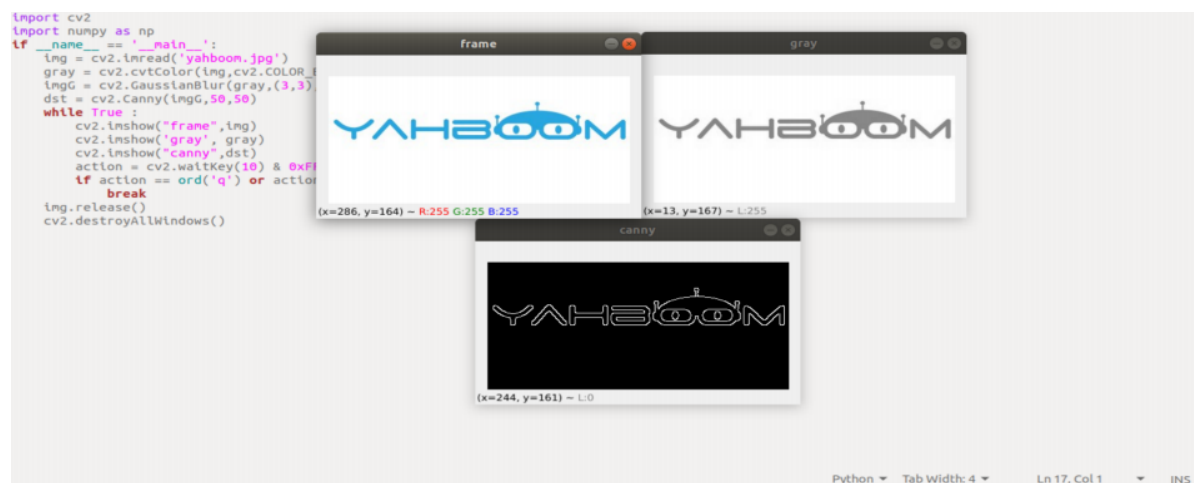 import cv2
import numpy as np
if __name__ == '__main__':
    img = cv2.imread('yahboom.jpg')
    gray = cv2.cvtColor(img,cv2.COLOR_
    imgG = cv2.GaussianBlur(gray,(3,3)
    dst = cv2.Canny(imgG,50,50)
    while True :
        cv2.imshow("frame",img)
        cv2.imshow('gray', gray)
        cv2.imshow("canny",dst)
        action = cv2.waitKey(10) & 0xF
        if action == ord('q') or action
            break
    img.release()
    cv2.destroyAllWindows()
frame
YAHBOOM
(x=286, y=164) ~ R:255 G:255 B:255
gray
YAHBOOM
(x=13, y=167) ~ L:255
canny
YAHBOOM
(x=244, y=161) ~ L:0
Python Tab Width: 4 Ln 17, Col 1 INS